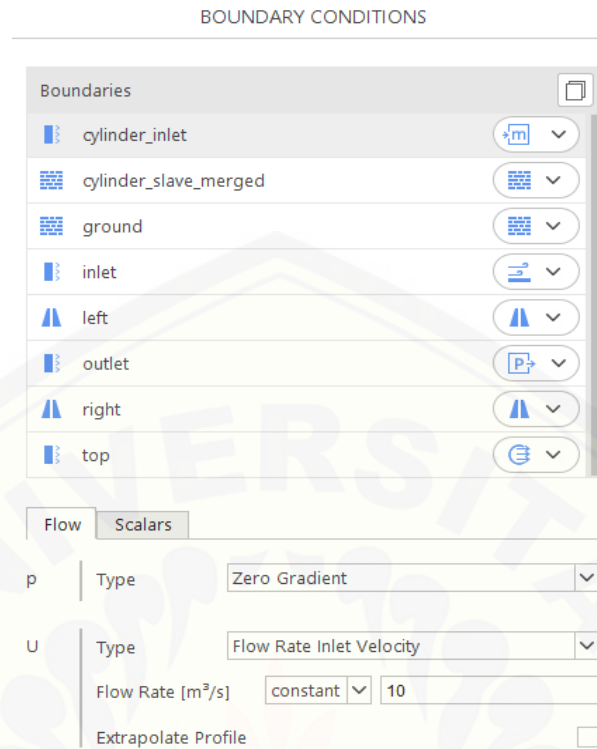 BOUNDARY CONDITIONS
Boundaries
cylinder_inlet
m
cylinder_slave_merged
ground
inlet
left
outlet
P
right
top
Flow Scalars
p Type Zero Gradient
U Type Flow Rate Inlet Velocity
Flow Rate [m³/s] constant 10
Extrapolate Profile
UNIVERSITA